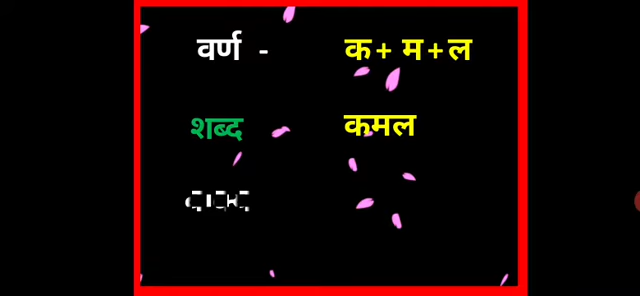 वर्ण - क + म + ल
शब्द कमल